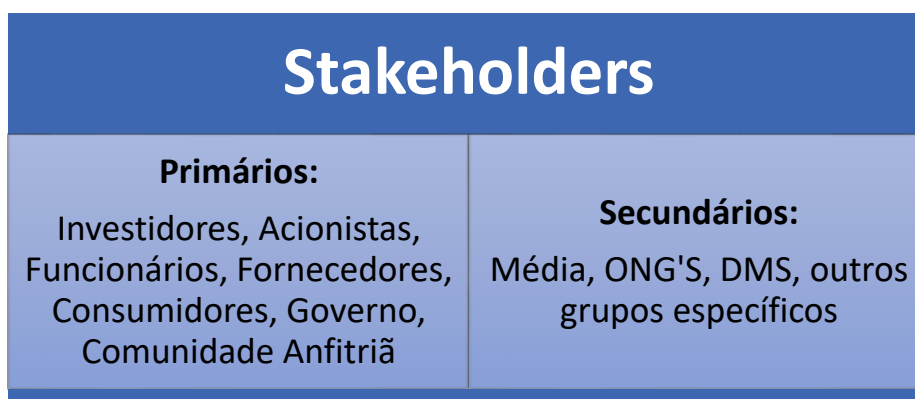 Stakeholders
Primários:
Investidores, Acionistas,
Funcionários, Fornecedores,
Consumidores, Governo,
Comunidade Anfitriã
Secundários:
Média, ONG'S, DMS, outros
grupos específicos